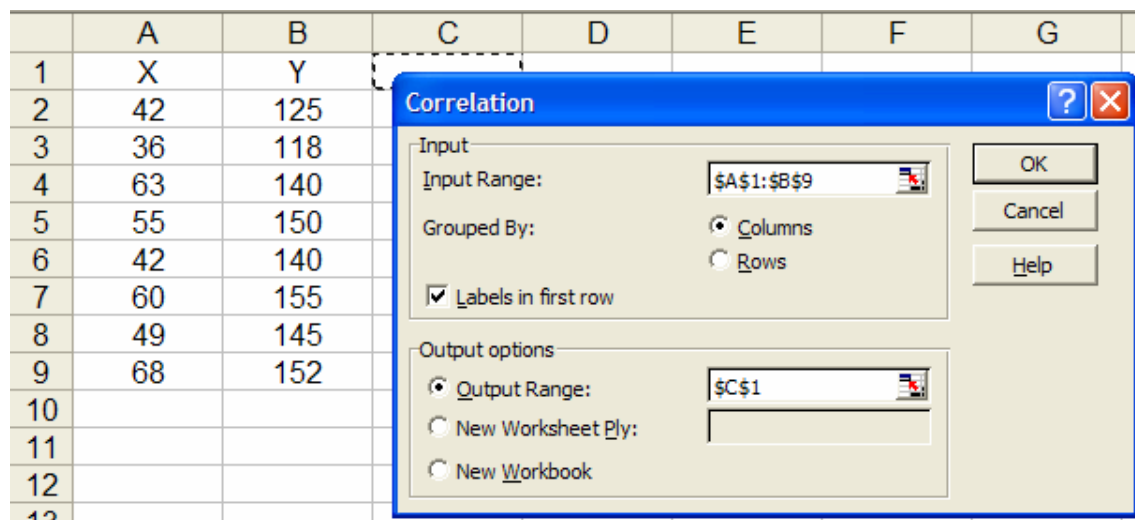 A B C D E F G
1 X Y
2 42 125
3 36 118
4 63 140
5 55 150
6 42 140
7 60 155
8 49 145
9 68 152
10
11
12
13
Correlation
Input
Input Range: $A$1:$B$9
Grouped By: Columns
Rows
Labels in first row
Output options
Output Range: $C$1
New Worksheet Ply:
New Workbook
OK
Cancel
Help